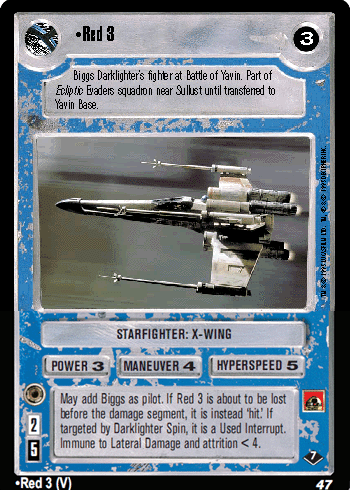 •Red 3
3
Biggs Darklighter's fighter at Battle of Yavin. Part of
Ecliptic Evaders squadron near Sullust until transferred to
Yavin Base.
STARFIGHTER: X-WING
POWER 3 MANEUVER 4 HYPERSPEED 5
May add Biggs as pilot. If Red 3 is about to be lost
before the damage segment, it is instead 'hit.' If
targeted by Darklighter Spin, it is a Used Interrupt.
Immune to Lateral Damage and attrition < 4.
2
5
7
•Red 3 (V)
47